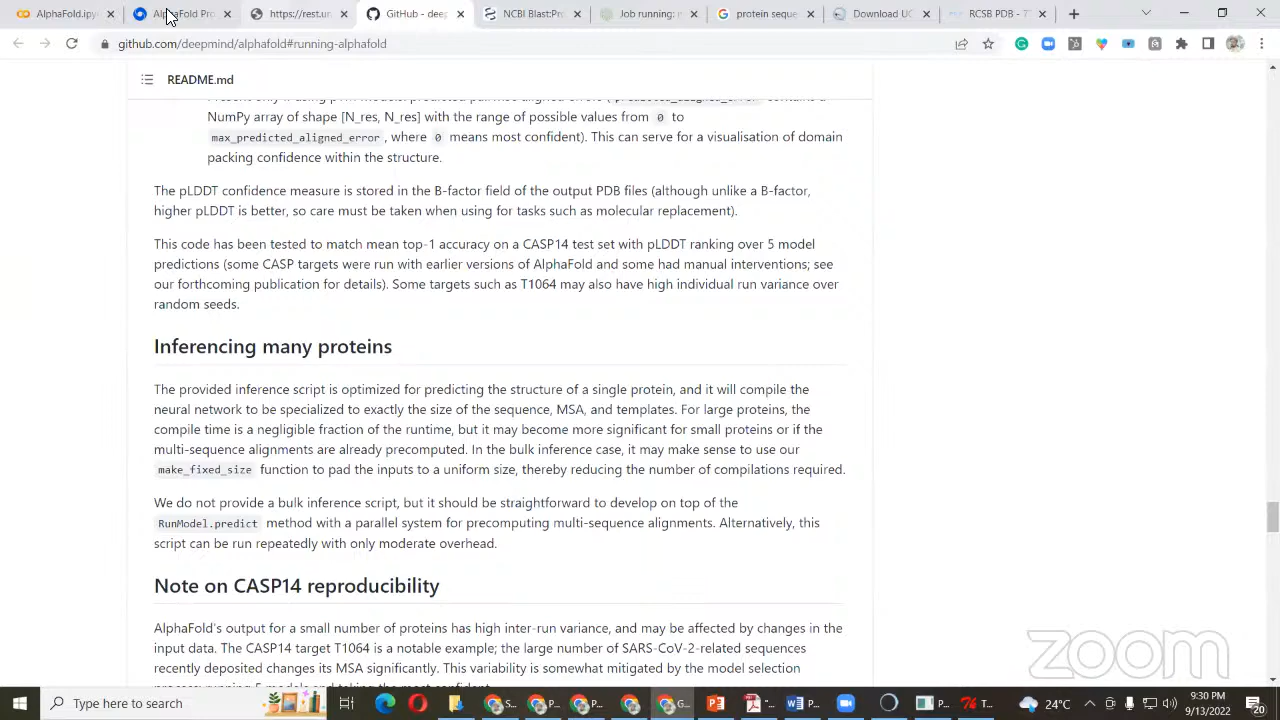 AlphaFold.ipy
AlphaFold Pro
https://rest.un
GitHub - deep
NCBI Blast:Pro
Job running: n
protein seque
Download UC
RCSB PDB - 7
github.com/deepmind/alphafold#running-alphafold
README.md
NumPy array of shape [N_res, N_res] with the range of possible values from 0 to
max_predicted_aligned_error, where 0 means most confident). This can serve for a visualisation of domain
packing confidence within the structure.
The pLDDT confidence measure is stored in the B-factor field of the output PDB files (although unlike a B-factor,
higher pLDDT is better, so care must be taken when using for tasks such as molecular replacement).
This code has been tested to match mean top-1 accuracy on a CASP14 test set with pLDDT ranking over 5 model
predictions (some CASP targets were run with earlier versions of AlphaFold and some had manual interventions; see
our forthcoming publication for details). Some targets such as T1064 may also have high individual run variance over
random seeds.
Inferencing many proteins
The provided inference script is optimized for predicting the structure of a single protein, and it will compile the
neural network to be specialized to exactly the size of the sequence, MSA, and templates. For large proteins, the
compile time is a negligible fraction of the runtime, but it may become more significant for small proteins or if the
multi-sequence alignments are already precomputed. In the bulk inference case, it may make sense to use our
make_fixed_size function to pad the inputs to a uniform size, thereby reducing the number of compilations required.
We do not provide a bulk inference script, but it should be straightforward to develop on top of the
RunModel.predict method with a parallel system for precomputing multi-sequence alignments. Alternatively, this
script can be run repeatedly with only moderate overhead.
Note on CASP14 reproducibility
AlphaFold's output for a small number of proteins has high inter-run variance, and may be affected by changes in the
input data. The CASP14 target T1064 is a notable example; the large number of SARS-CoV-2-related sequences
recently deposited changes its MSA significantly. This variability is somewhat mitigated by the model selection
zoom
Type here to search
S...
P...
P...
G...
P...
P...
P...
T...
24°C
9:30 PM
9/13/2022
20